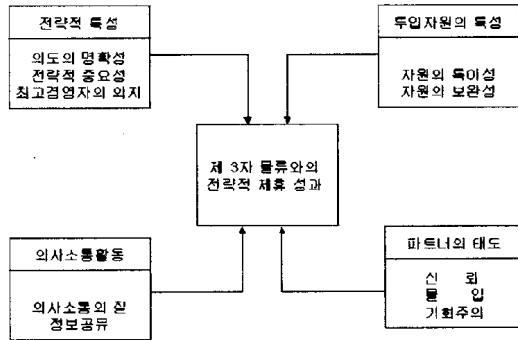 전략적 특성
의도의 명확성
전략적 중요성
최고경영자의 의지
투입자원의 특성
자원의 특이성
자원의 보완성
제 3자 물류와의
전략적 제휴 성과
의사소통활동
의사소통의 질
정보공유
파트너의 태도
신 뢰
몰 입
기회주의